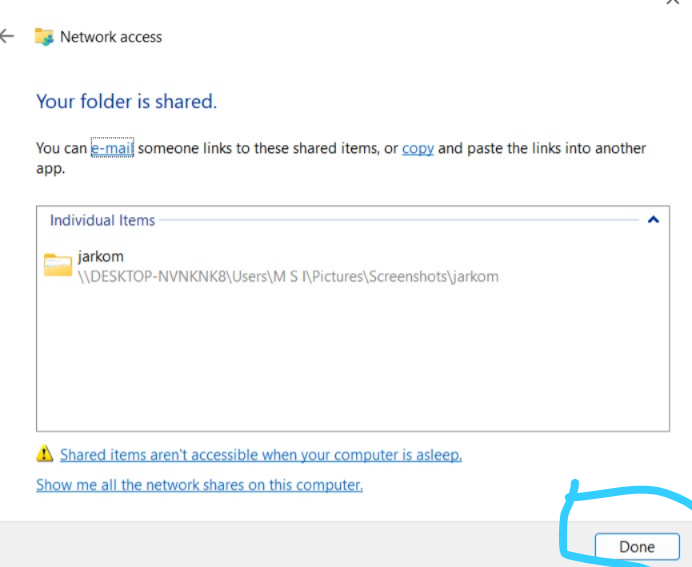 Network access
Your folder is shared.
You can e-mail someone links to these shared items, or copy and paste the links into another
app.
Individual Items
jarkom
\\DESKTOP-NVNKNK8\Users\M S I\Pictures\Screenshots\jarkom
Shared items aren't accessible when your computer is asleep.
Show me all the network shares on this computer.
Done